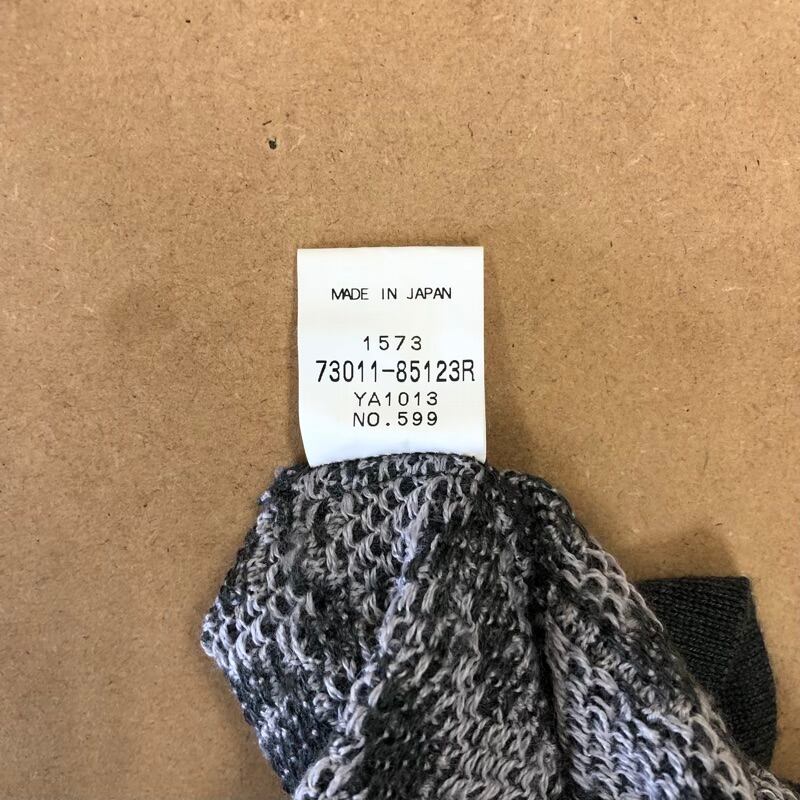 MADE IN JAPAN
1573
73011-85123R
YA1013
NO.599